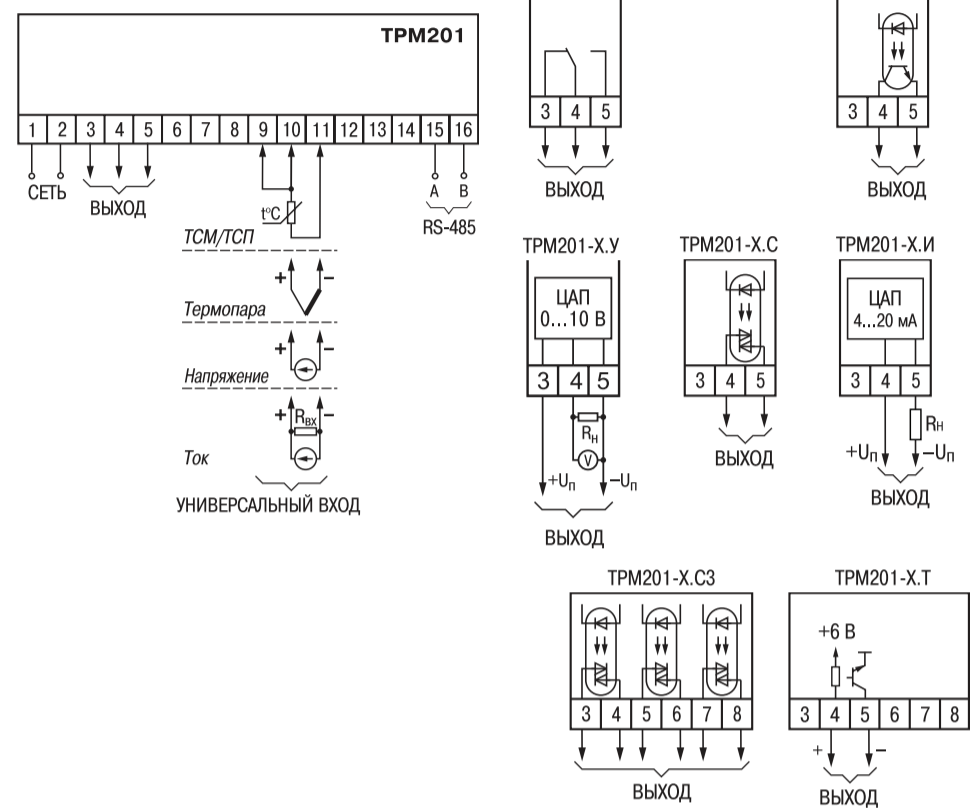 ТРМ201
1 2 3 4 5 6 7 8 9 10 11 12 13 14 15 16
СЕТЬ
ВЫХОД
t°C
A B
RS-485
ТСМ/ТСП
+ –
Термопара
+ –
Напряжение
+ –
Rвх
Ток
УНИВЕРСАЛЬНЫЙ ВХОД
3 4 5
ВЫХОД
3 4 5
ВЫХОД
ТРМ201-Х.У
ЦАП
0...10 В
3 4 5
Rн
V
+Uп –Uп
ВЫХОД
ТРМ201-Х.С
3 4 5
ВЫХОД
ТРМ201-Х.И
ЦАП
4...20 мА
3 4 5
Rн
+Uп –Uп
ВЫХОД
ТРМ201-Х.С3
3 4 5 6 7 8
ВЫХОД
ТРМ201-Х.Т
+6 В
3 4 5 6 7 8
+ –
ВЫХОД